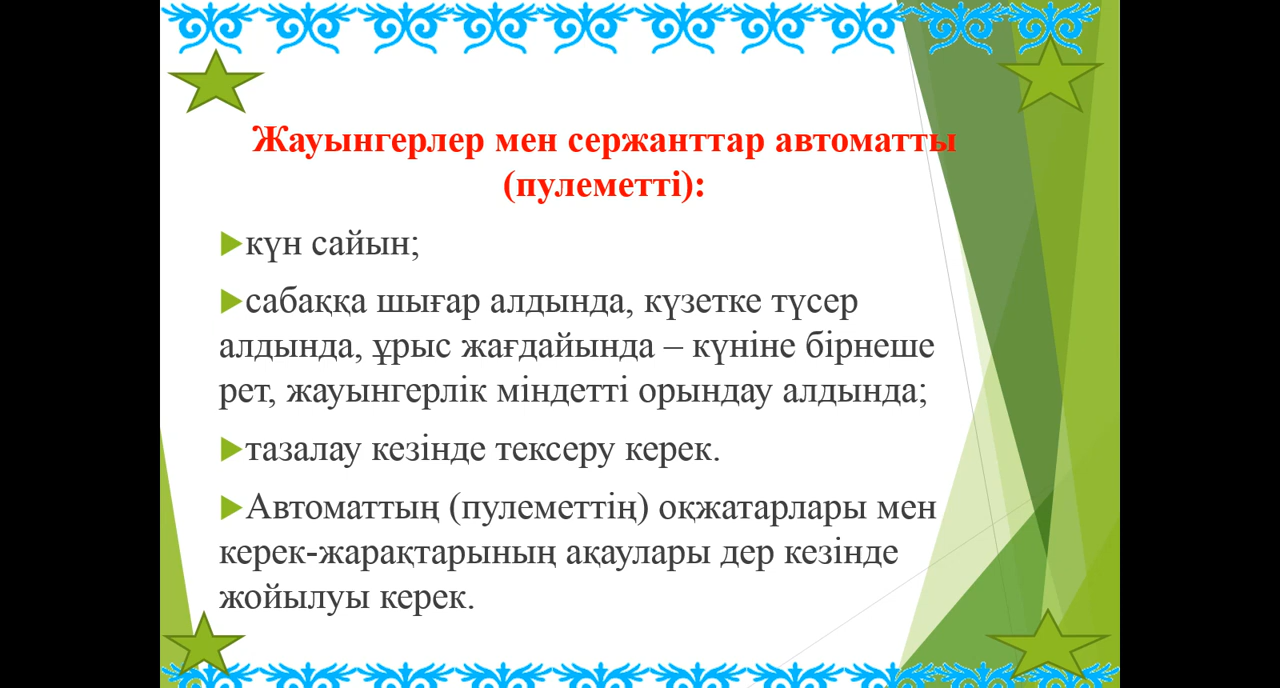 Жауынгерлер мен сержанттар автоматты
(пулеметті):
күн сайын;
сабаққа шығар алдында, күзетке түсер
алдында, ұрыс жағдайында – күніне бірнеше
рет, жауынгерлік міндетті орындау алдында;
тазалау кезінде тексеру керек.
Автоматтың (пулеметтің) оқжатарлары мен
керек-жарақтарының ақаулары дер кезінде
жойылуы керек.